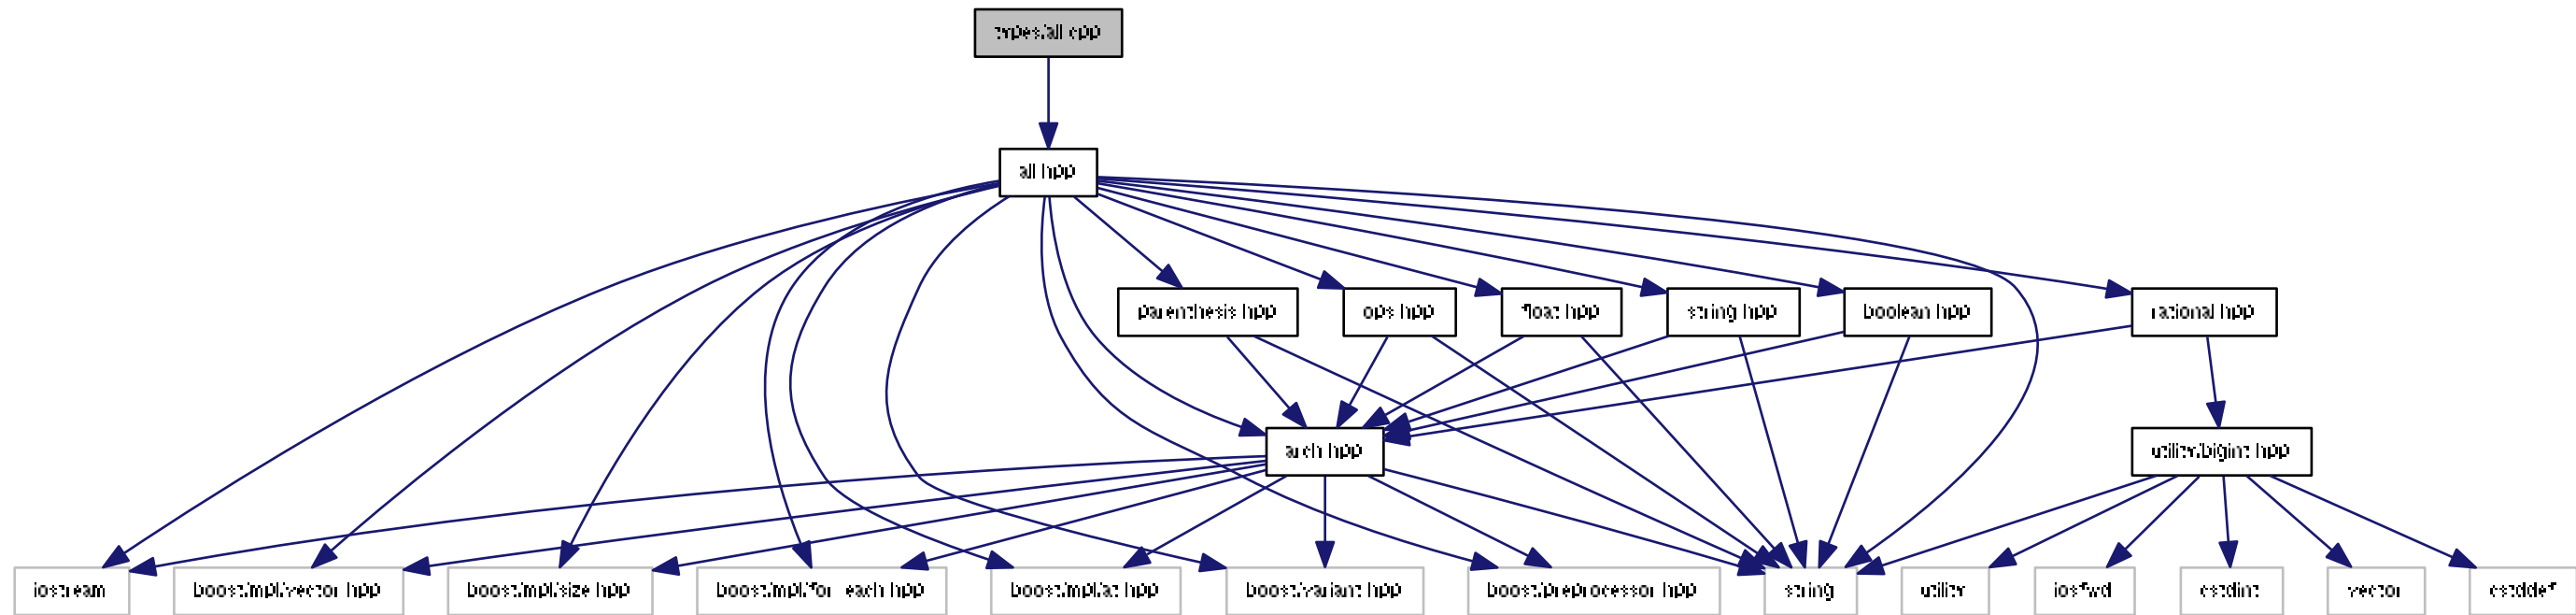 types/all.cpp
all.hpp
parenthesis.hpp
ops.hpp
float.hpp
string.hpp
boolean.hpp
rational.hpp
arch.hpp
utility/bigint.hpp
iostream
boost/mpl/vector.hpp
boost/mpl/size.hpp
boost/mpl/for_each.hpp
boost/mpl/at.hpp
boost/variant.hpp
boost/preprocessor.hpp
string
utility
iosfwd
cstdint
vector
cstddef